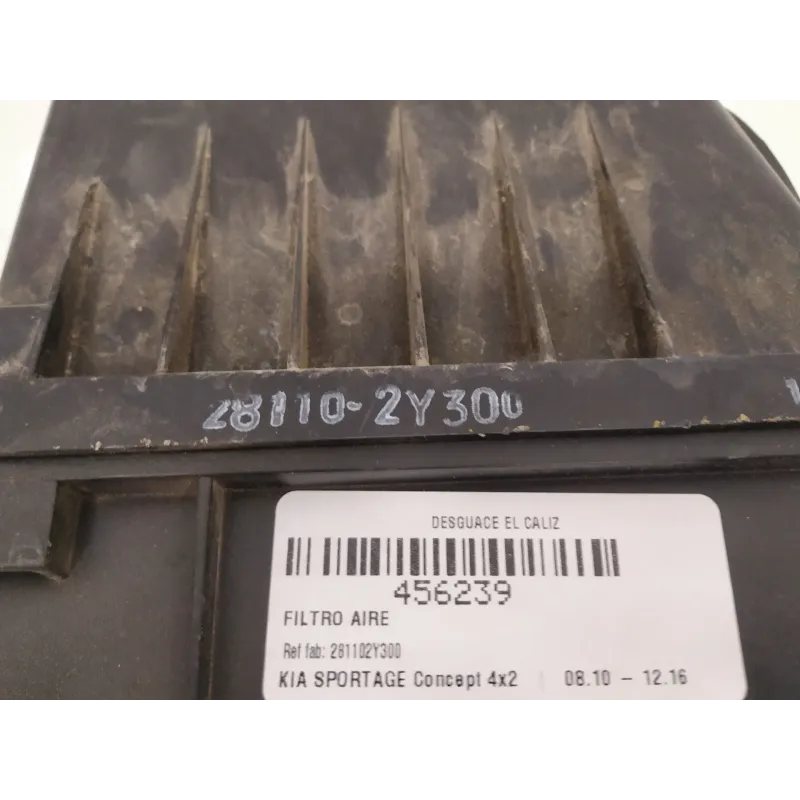 28110-2Y300
DESGUACE EL CALIZ
456239
FILTRO AIRE
Ref fab: 281102Y300
KIA SPORTAGE Concept 4x2 08.10 – 12.16